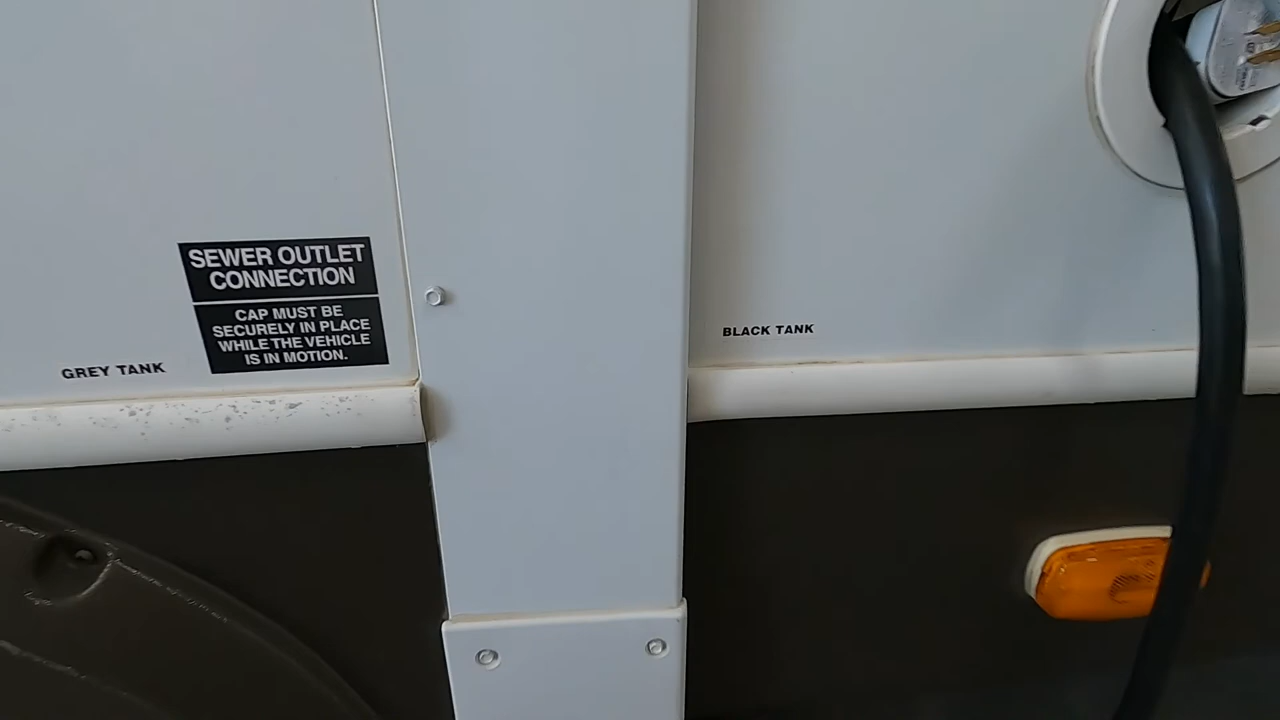 SEWER OUTLET
CONNECTION
CAP MUST BE
SECURELY IN PLACE
WHILE THE VEHICLE
IS IN MOTION.
GREY TANK
BLACK TANK